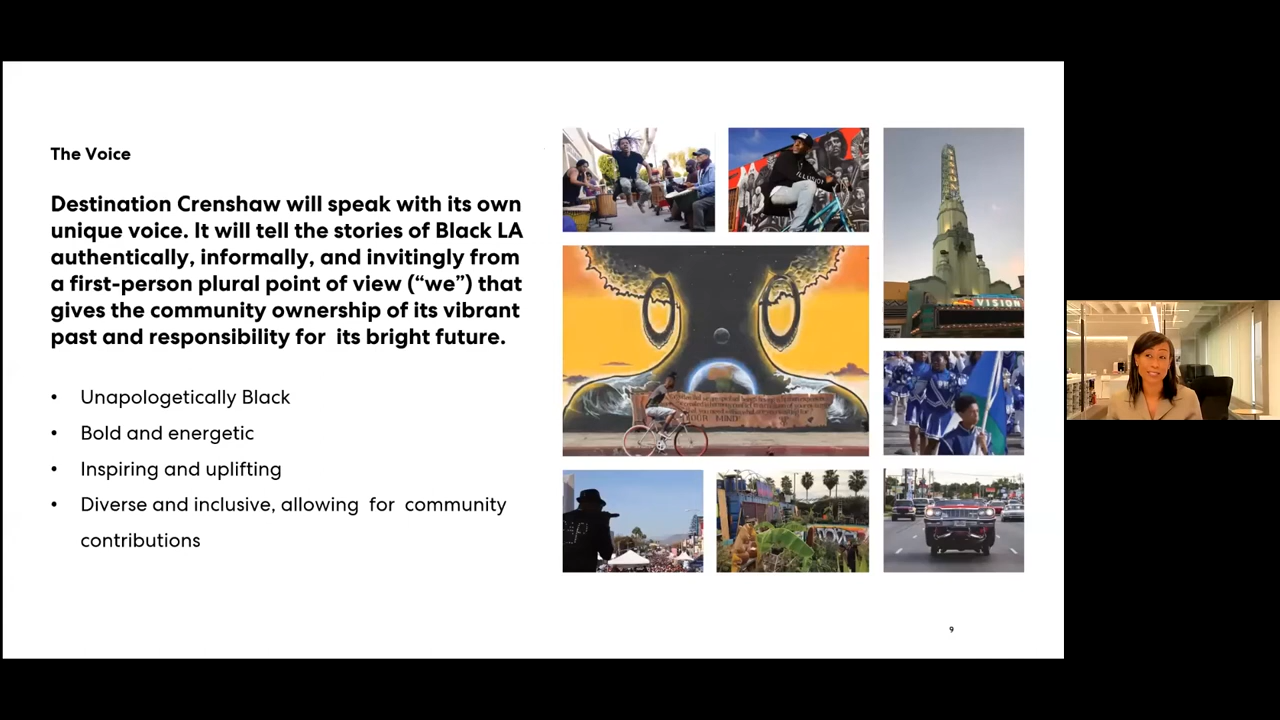 The Voice
Destination Crenshaw will speak with its own
unique voice. It will tell the stories of Black LA
authentically, informally, and invitingly from
a first-person plural point of view (“we”) that
gives the community ownership of its vibrant
past and responsibility for its bright future.
• Unapologetically Black
• Bold and energetic
• Inspiring and uplifting
• Diverse and inclusive, allowing for community
contributions
VISION
9